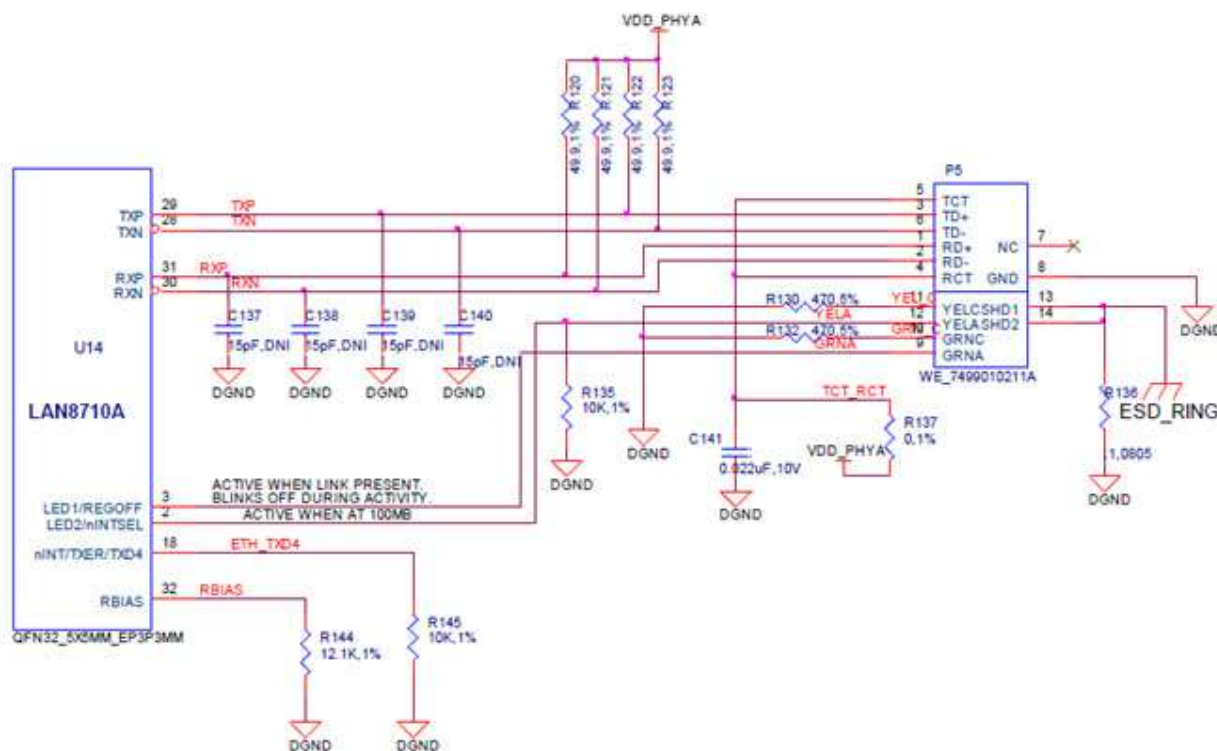 VDD_PHYA
49.9,1% R120
49.9,1% R121
49.9,1% R122
49.9,1% R123
P5
TXP
TXN
RXP
RXN
29
28
31
30
TXP
TXN
RXP
RXN
5
3
6
1
2
4
TCT
TD+
TD-
RD+
RD-
RCT
NC
GND
7
8
DGND
C137
15pF,DNI
C138
15pF,DNI
C139
15pF,DNI
C140
15pF,DNI
DGND
DGND
DGND
DGND
U14
LAN8710A
R130 470,5%
YELA
R132 470,5%
GRNA
11
12
9
YELCSHD1
YELASHD2
GRNC
GRNA
13
14
WE_7499010211A
R135
10K,1%
DGND
DGND
TCT_RCT
R137
0,1%
VDD_PHYA
C141
0.022uF,10V
DGND
R136
,1,0805
DGND
ESD_RING
ACTIVE WHEN LINK PRESENT.
BLINKS OFF DURING ACTIVITY.
ACTIVE WHEN AT 100MB
LED1/REGOFF
LED2/nINTSEL
3
2
nINT/TXER/TXD4
18
ETH_TXD4
RBIAS
32
RBIAS
QFN32_5X5MM_EP3P3MM
R144
12.1K,1%
R145
10K,1%
DGND
DGND